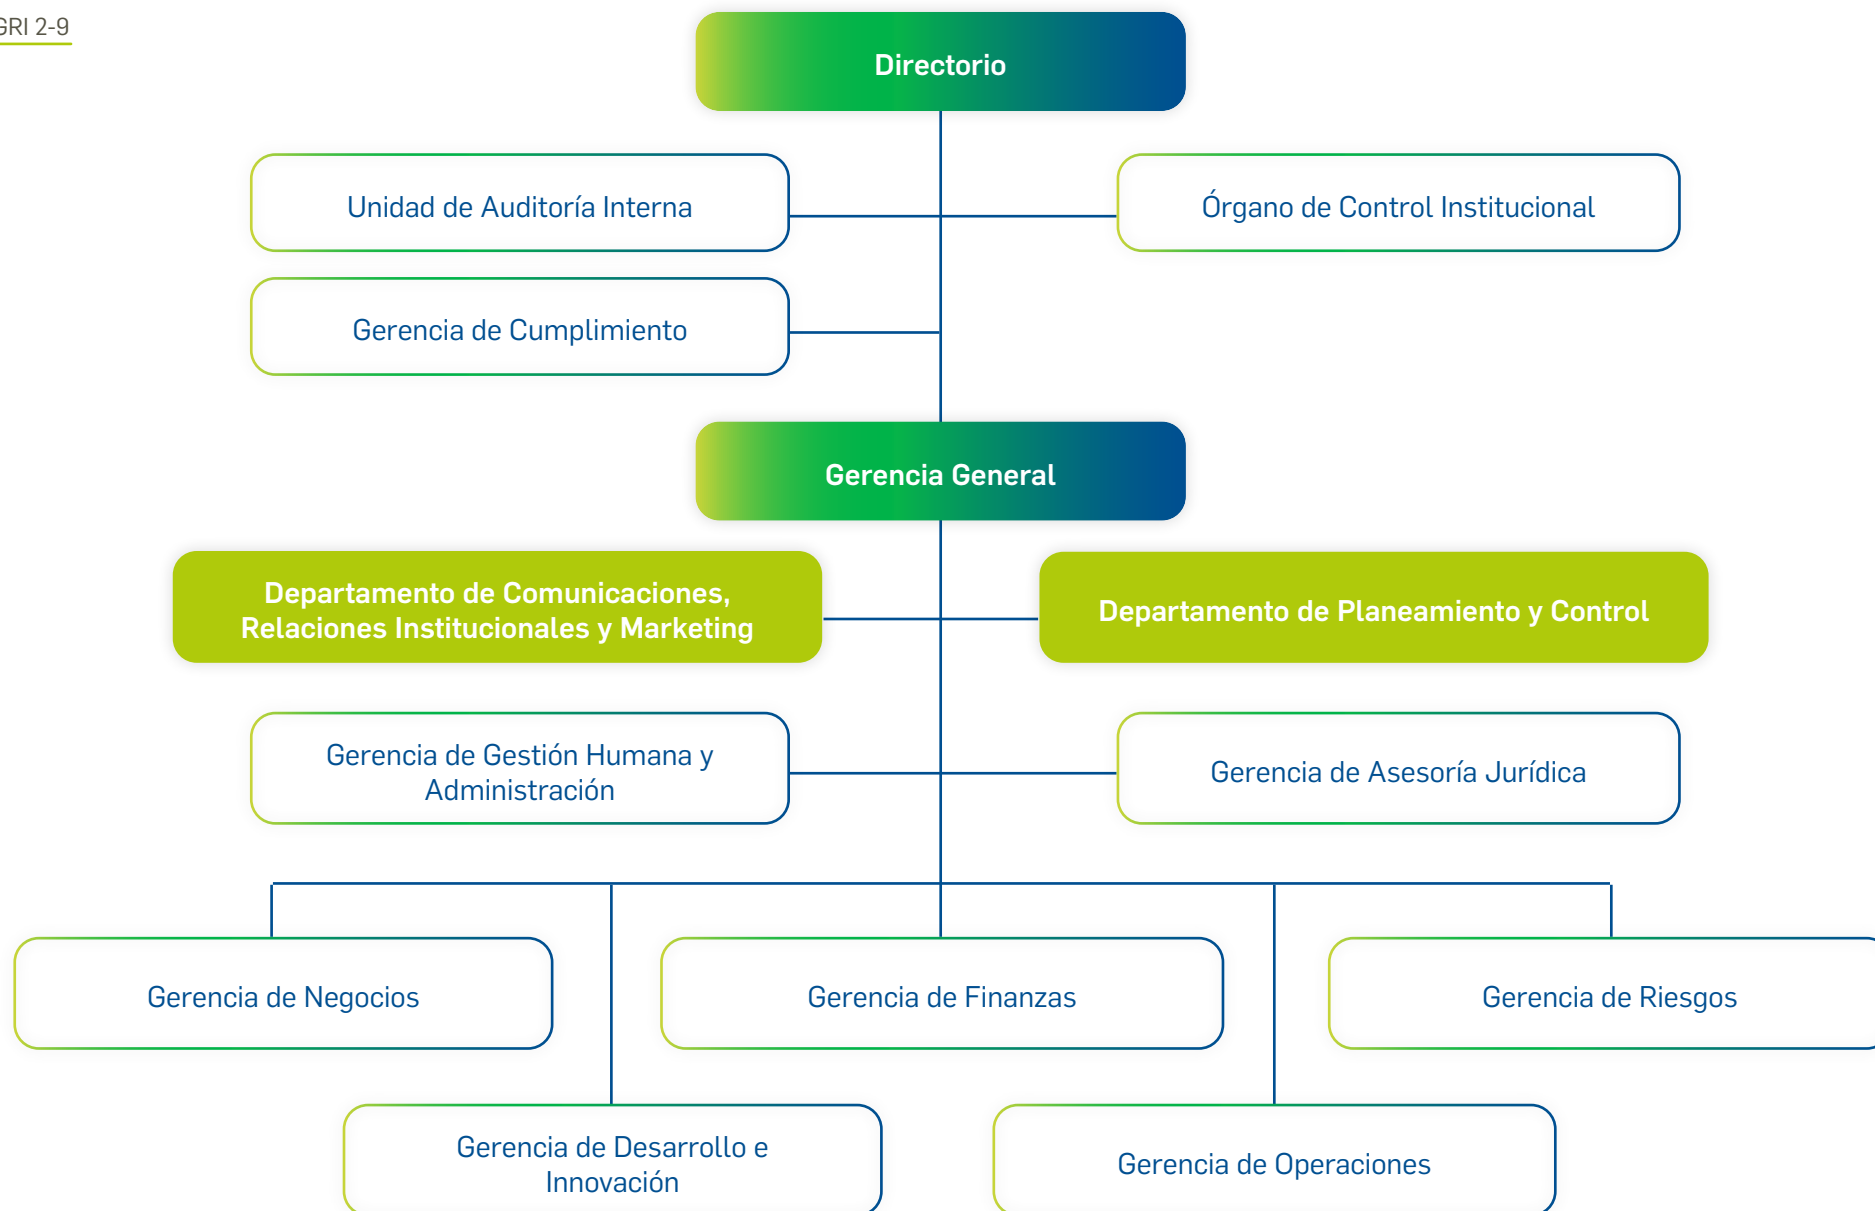 GRI 2-9
Directorio
Unidad de Auditoría Interna
Órgano de Control Institucional
Gerencia de Cumplimiento
Gerencia General
Departamento de Comunicaciones,
Relaciones Institucionales y Marketing
Departamento de Planeamiento y Control
Gerencia de Gestión Humana y
Administración
Gerencia de Asesoría Jurídica
Gerencia de Negocios
Gerencia de Finanzas
Gerencia de Riesgos
Gerencia de Desarrollo e
Innovación
Gerencia de Operaciones